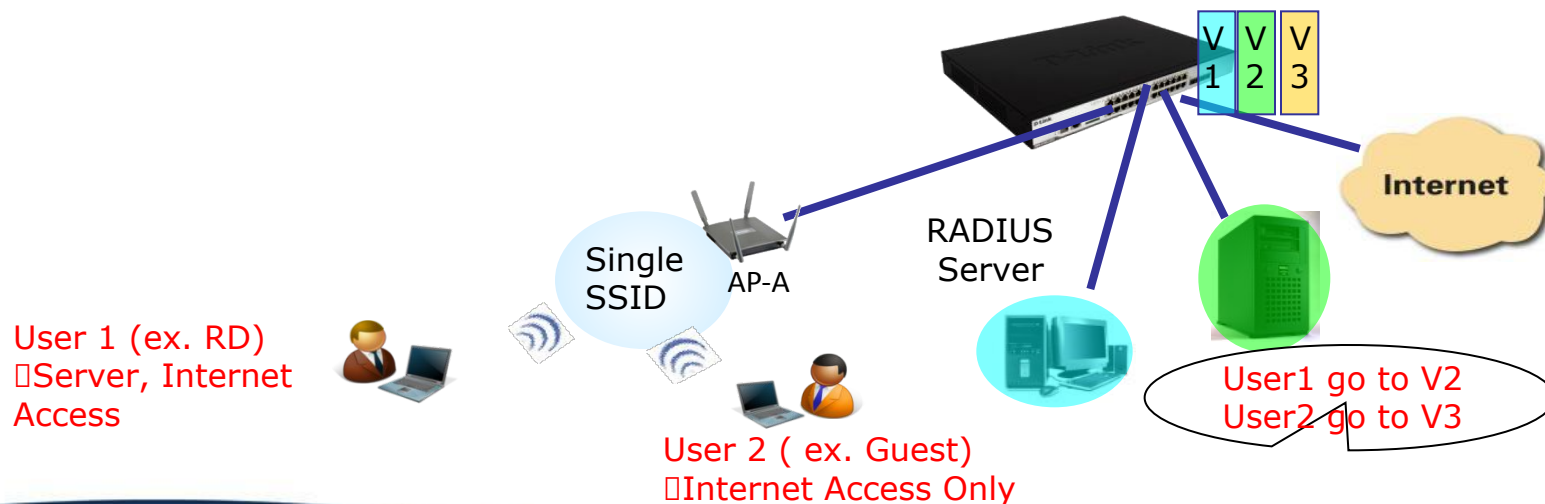 V
1
V
2
V
3
D-Link
Internet
RADIUS
Server
Single
SSID
AP-A
User 1 (ex. RD)
▯Server, Internet
Access
User1 go to V2
User2 go to V3
User 2 ( ex. Guest)
▯Internet Access Only